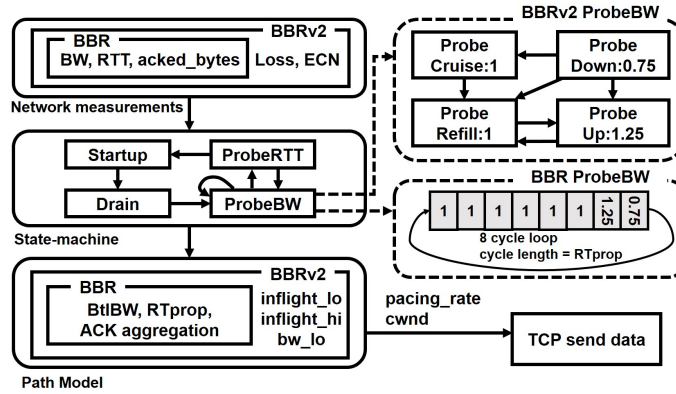 BBRv2
BBR
BW, RTT, acked_bytes
Loss, ECN
Network measurements
Startup
ProbeRTT
Drain
ProbeBW
State-machine
BBRv2
BBR
BtlBW, RTprop,
ACK aggregation
inflight_lo
inflight_hi
bw_lo
Path Model
BBRv2 ProbeBW
Probe
Cruise:1
Probe
Down:0.75
Probe
Refill:1
Probe
Up:1.25
BBR ProbeBW
1 1 1 1 1 1 1.25 0.75
8 cycle loop
cycle length = RTprop
pacing_rate
cwnd
TCP send data